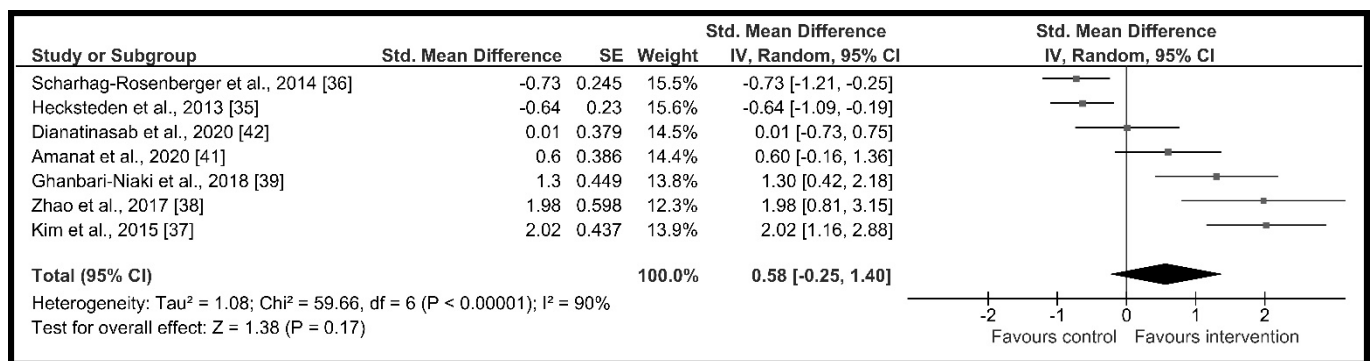 Std. Mean Difference Std. Mean Difference
Study or Subgroup Std. Mean Difference SE Weight IV, Random, 95% CI IV, Random, 95% CI
Scharhag-Rosenberger et al., 2014 [36] -0.73 0.245 15.5% -0.73 [-1.21, -0.25]
Hecksteden et al., 2013 [35] -0.64 0.23 15.6% -0.64 [-1.09, -0.19]
Dianatinasab et al., 2020 [42] 0.01 0.379 14.5% 0.01 [-0.73, 0.75]
Amanat et al., 2020 [41] 0.6 0.386 14.4% 0.60 [-0.16, 1.36]
Ghanbari-Niaki et al., 2018 [39] 1.3 0.449 13.8% 1.30 [0.42, 2.18]
Zhao et al., 2017 [38] 1.98 0.598 12.3% 1.98 [0.81, 3.15]
Kim et al., 2015 [37] 2.02 0.437 13.9% 2.02 [1.16, 2.88]
Total (95% CI) 100.0% 0.58 [-0.25, 1.40]
Heterogeneity: Tau² = 1.08; Chi² = 59.66, df = 6 (P < 0.00001); I² = 90%
Test for overall effect: Z = 1.38 (P = 0.17)
-2 -1 0 1 2
Favours control Favours intervention